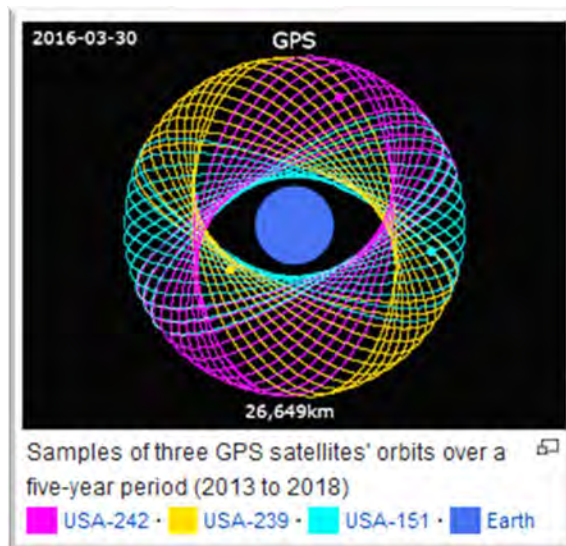 2016-03-30 GPS
26,649km
Samples of three GPS satellites' orbits over a
five-year period (2013 to 2018)
USA-242 · USA-239 · USA-151 · Earth